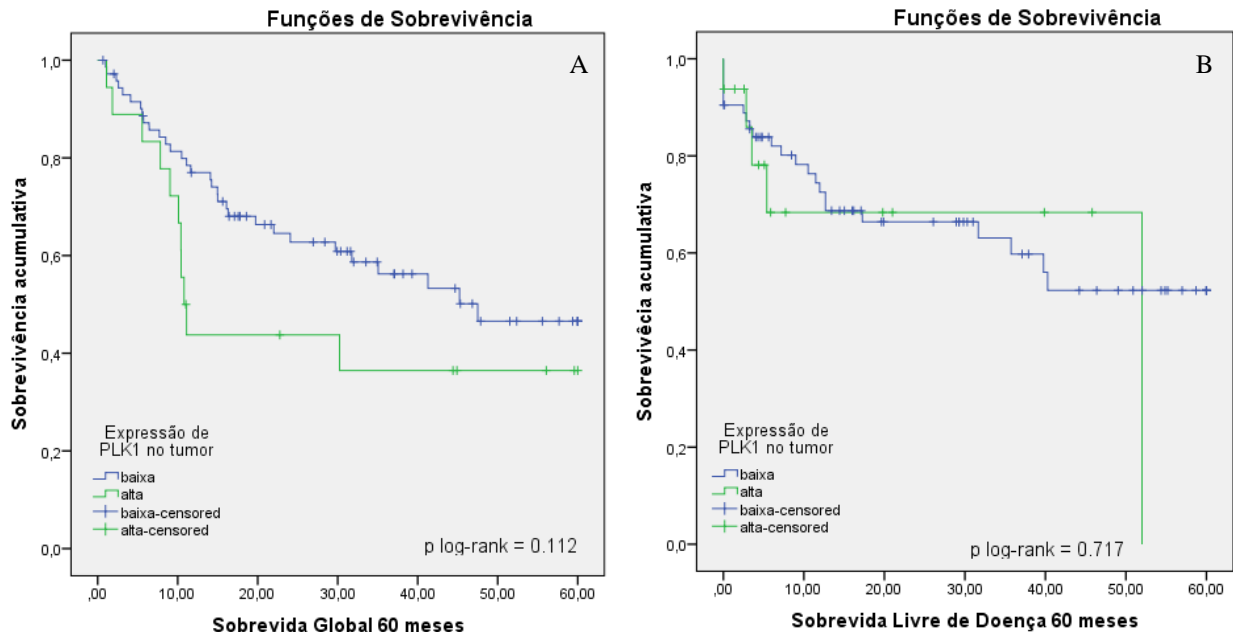 Funções de Sobrevivência
A
Sobrevivência acumulativa
1,0
0,8
0,6
0,4
0,2
0,0
Expressão de
PLK1 no tumor
baixa
alta
baixa-censored
alta-censored
p log-rank = 0.112
,00 10,00 20,00 30,00 40,00 50,00 60,00
Sobrevida Global 60 meses
Funções de Sobrevivência
B
Sobrevivêcia acumulativa
1,0
0,8
0,6
0,4
0,2
0,0
Expressão de
PLK1 no tumor
baixa
alta
baixa-censored
alta-censored
p log-rank = 0.717
,00 10,00 20,00 30,00 40,00 50,00 60,00
Sobrevida Livre de Doença 60 meses